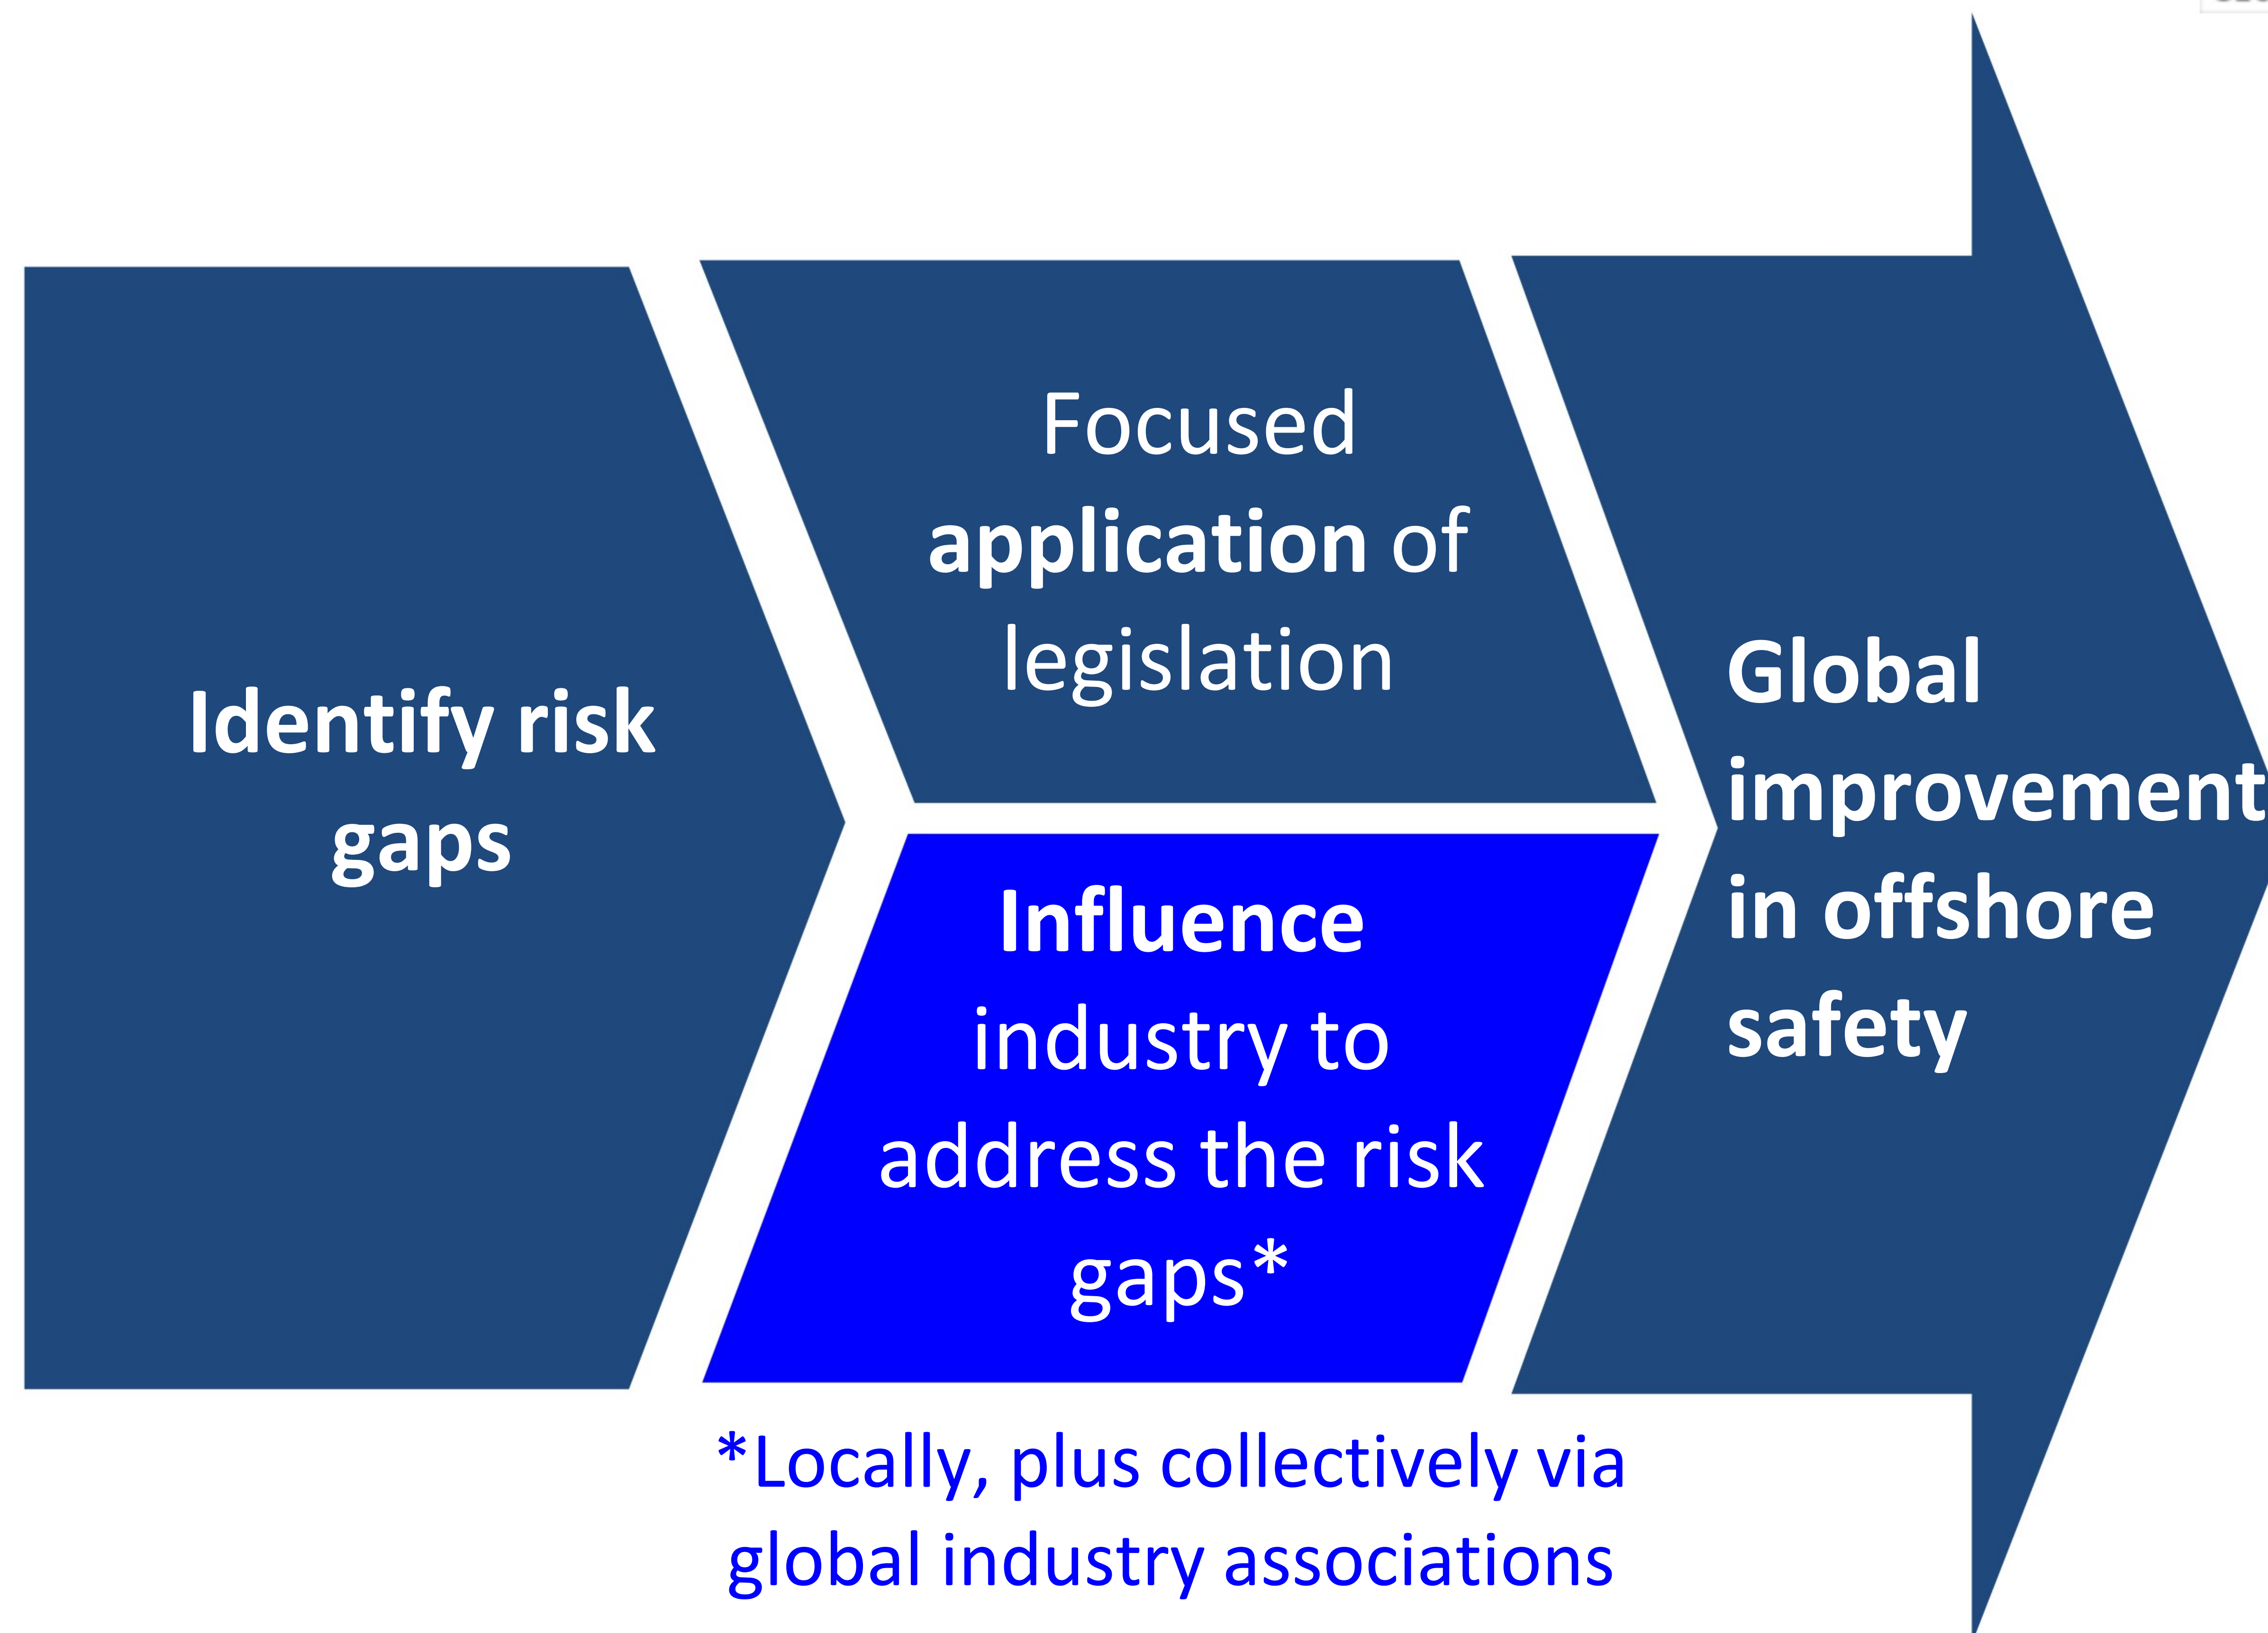 Identify risk
gaps
Focused
application of
legislation
Influence
industry to
address the risk
gaps*
Global
improvement
in offshore
safety
*Locally, plus collectively via
global industry associations